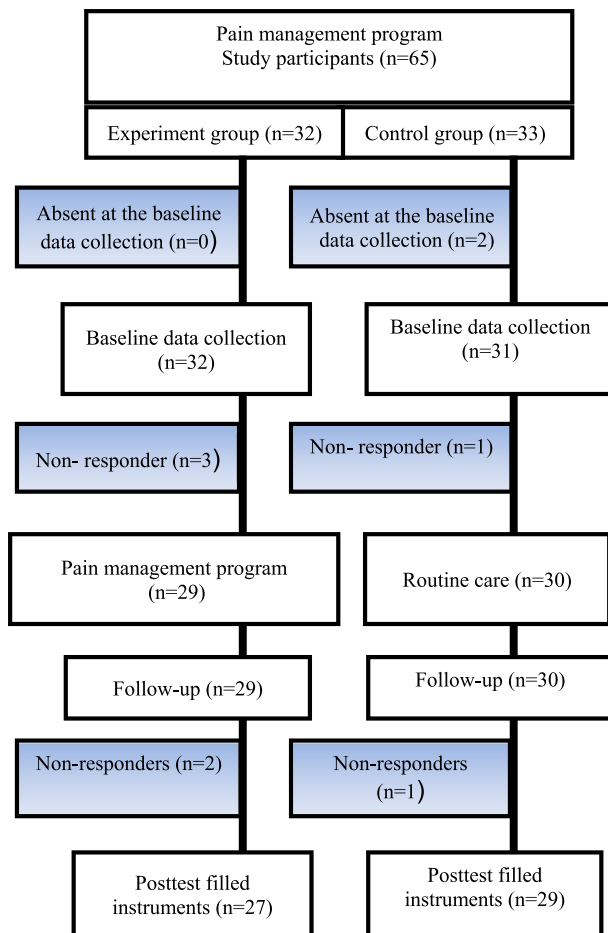 Pain management program
Study participants (n=65)
Experiment group (n=32)
Control group (n=33)
Absent at the baseline
data collection (n=0)
Absent at the baseline
data collection (n=2)
Baseline data collection
(n=32)
Baseline data collection
(n=31)
Non- responder (n=3)
Non- responder (n=1)
Pain management program
(n=29)
Routine care (n=30)
Follow-up (n=29)
Follow-up (n=30)
Non-responders (n=2)
Non-responders
(n=1)
Posttest filled
instruments (n=27)
Posttest filled
instruments (n=29)